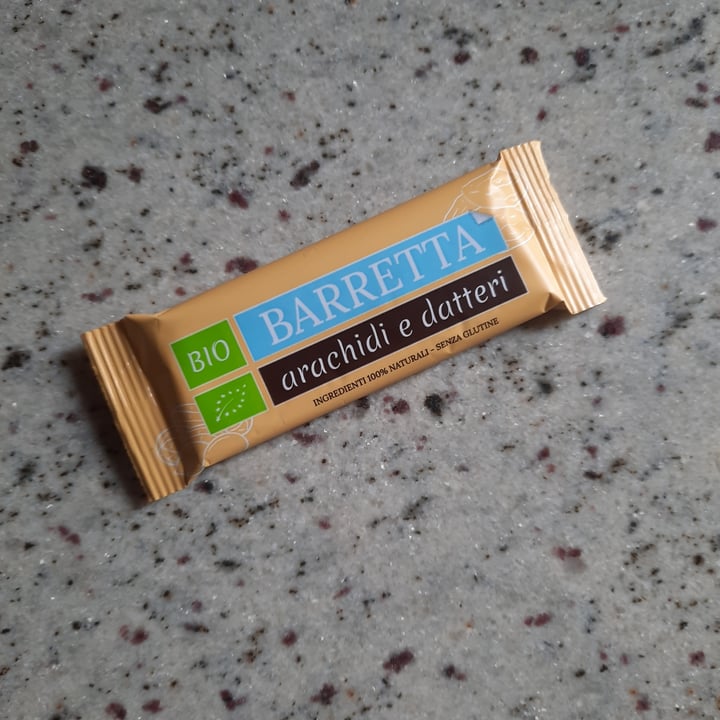 BIO
BARRETTA
arachidi e datteri
INGREDIENTI 100% NATURALI - SENZA GLUTINE